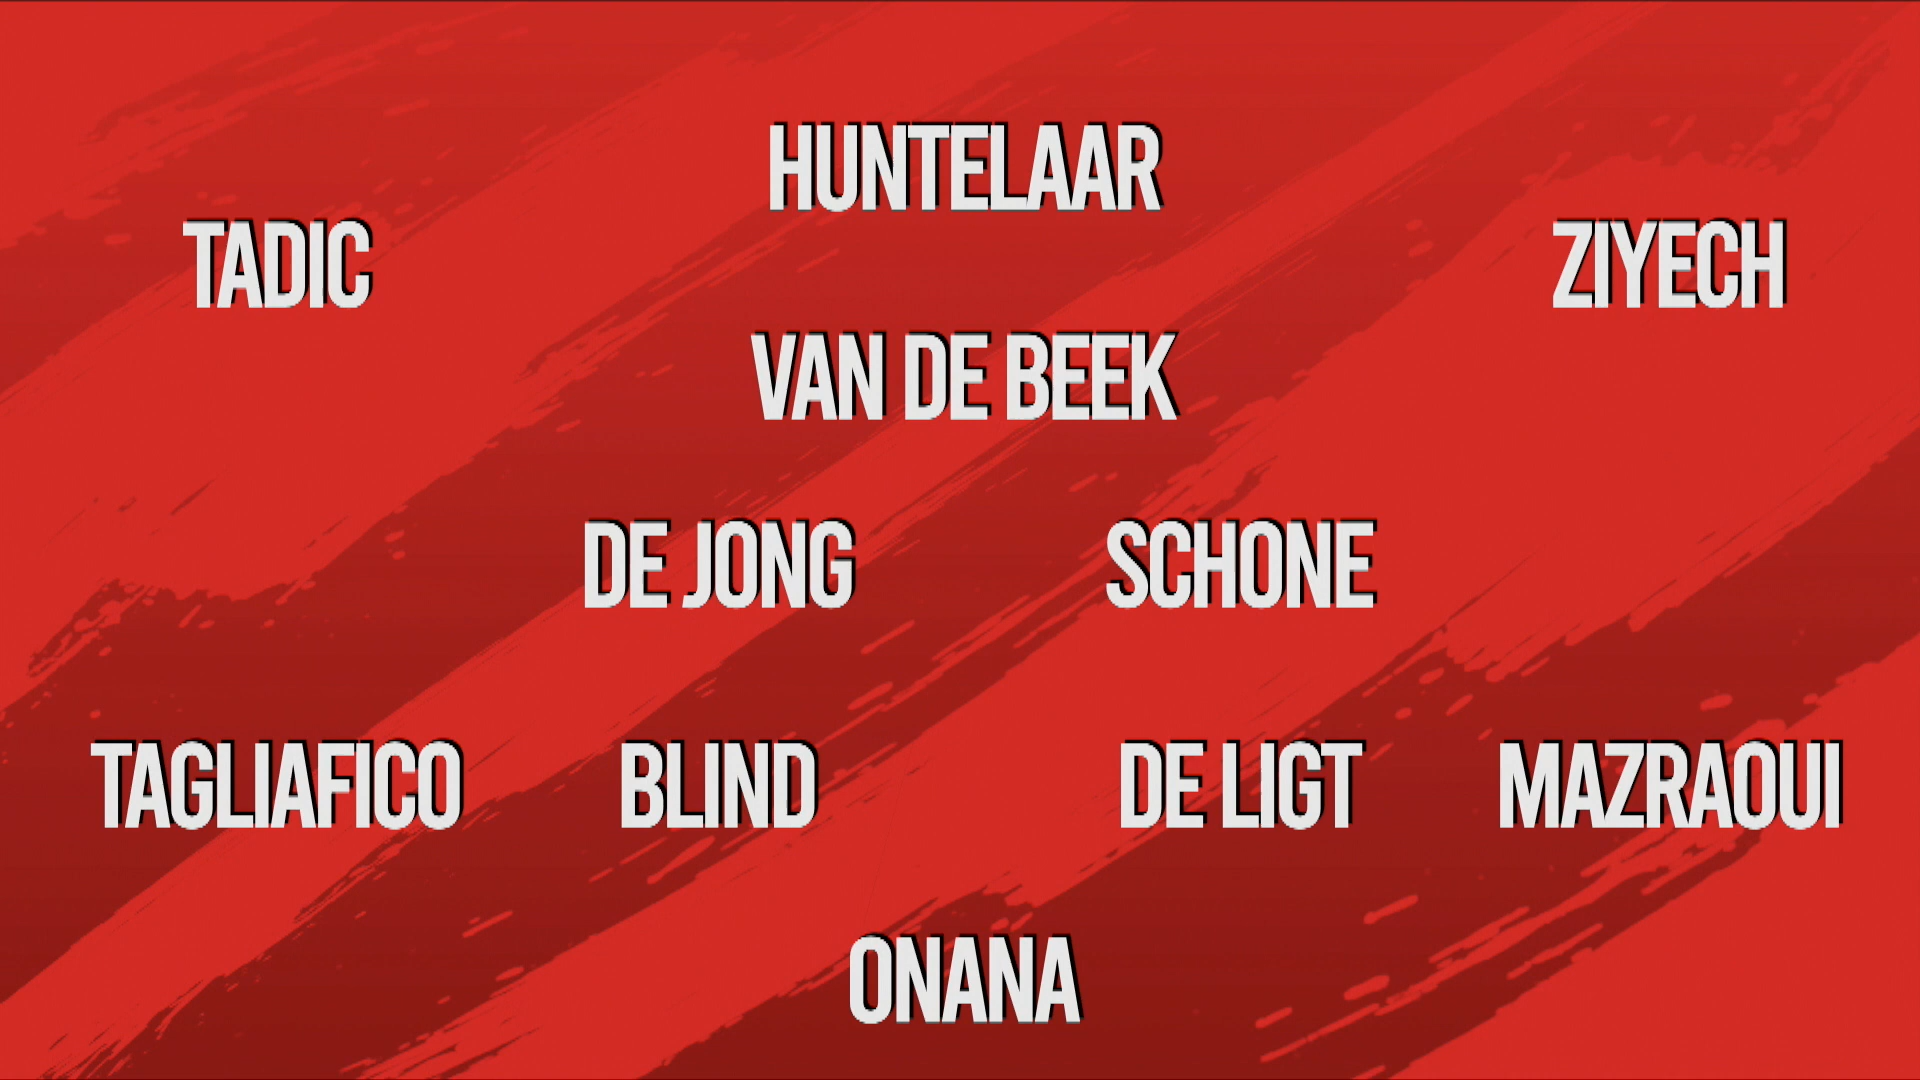 HUNTELAAR
TADIC
ZIYECH
VAN DE BEEK
DE JONG
SCHONE
TAGLIAFICO
BLIND
DE LIGT
MAZRAOUI
ONANA